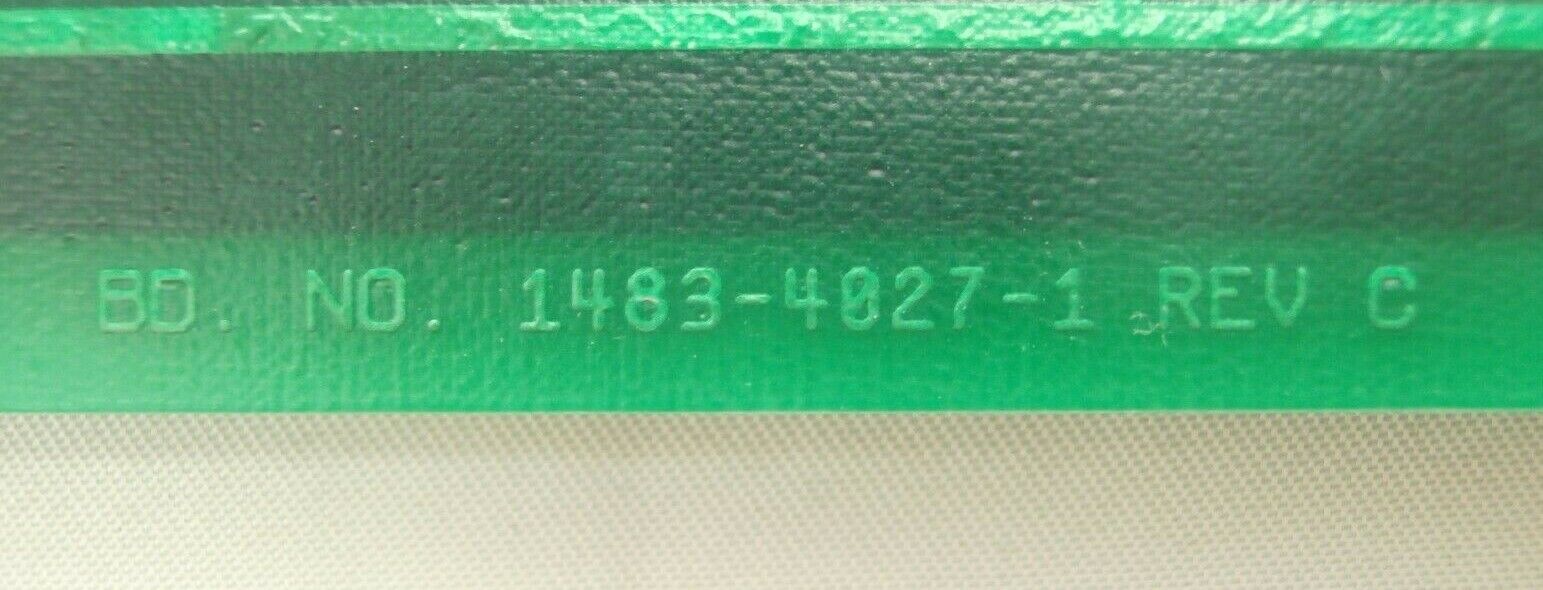 BD. NO. 1483-4027-1 REV C